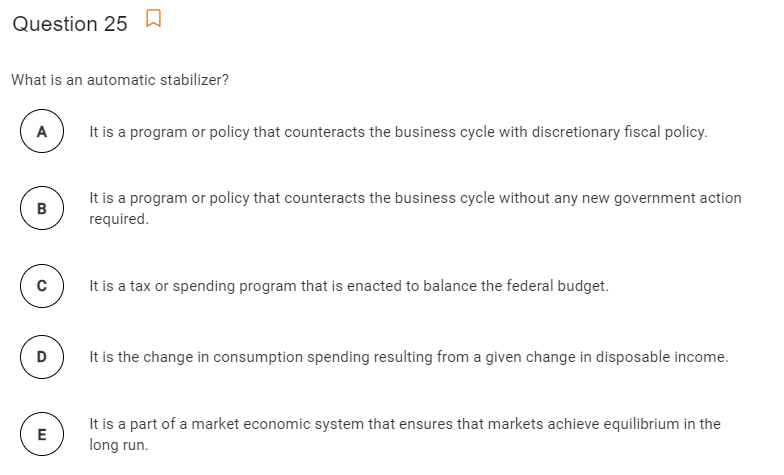 Question 25
What is an automatic stabilizer?
A It is a program or policy that counteracts the business cycle with discretionary fiscal policy.
It is a program or policy that counteracts the business cycle without any new government action
B
required.
C It is a tax or spending program that is enacted to balance the federal budget.
D It is the change in consumption spending resulting from a given change in disposable income.
It is a part of a market economic system that ensures that markets achieve equilibrium in the
E
long run.